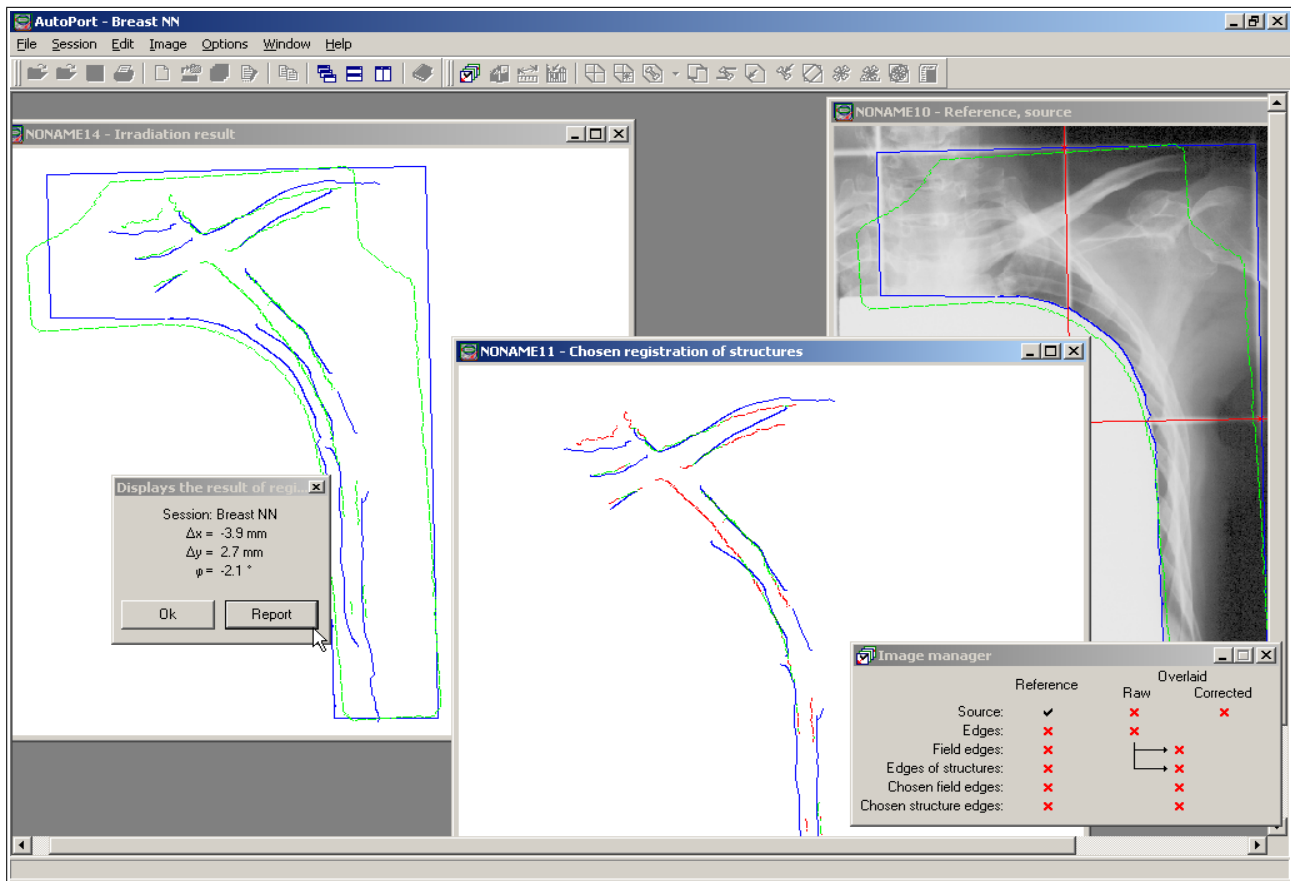 AutoPort - Breast NN
File Session Edit Image Options Window Help
NONAME14 - Irradiation result
NONAME10 - Reference, source
NONAME11 - Chosen registration of structures
Displays the result of regi...
Session: Breast NN
Δx = -3.9 mm
Δy = 2.7 mm
φ = -2.1 °
Ok Report
Image manager
Overlaid
Reference Raw Corrected
Source:
Edges:
Field edges:
Edges of structures:
Chosen field edges:
Chosen structure edges: